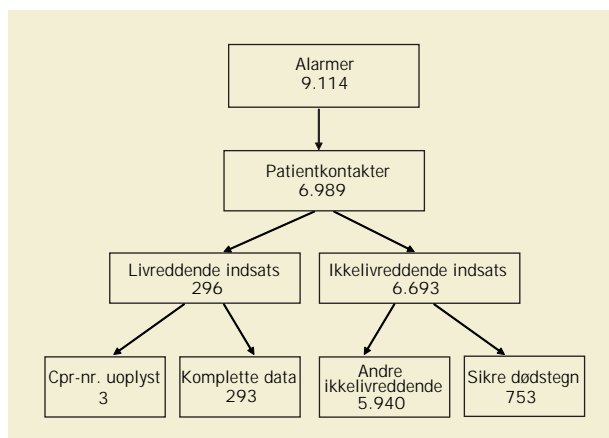 Alarmer
9.114
Patientkontakter
6.989
Livreddende indsats
296
Ikkelivreddende indsats
6.693
Cpr-nr. uoplyst
3
Komplette data
293
Andre
ikkelivreddende
5.940
Sikre dødstegn
753